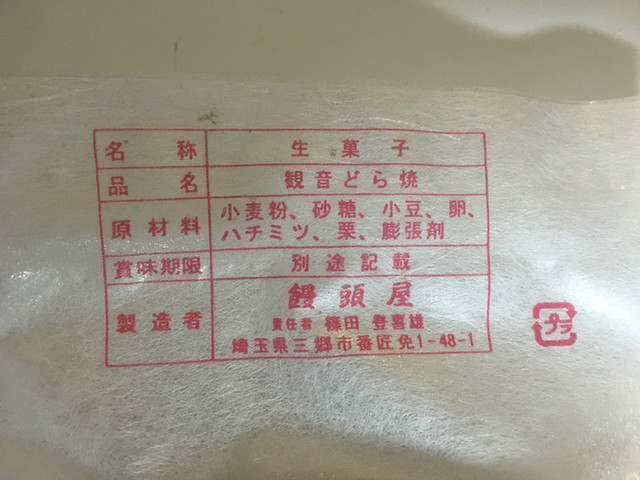 名称 生菓子
品名 観音どら焼
原材料 小麦粉、砂糖、小豆、卵、
ハチミツ、栗、膨張剤
賞味期限 別途記載
製造者 饅頭屋
責任者 篠田 登喜雄
埼玉県三郷市番匠免1-48-1
プラ